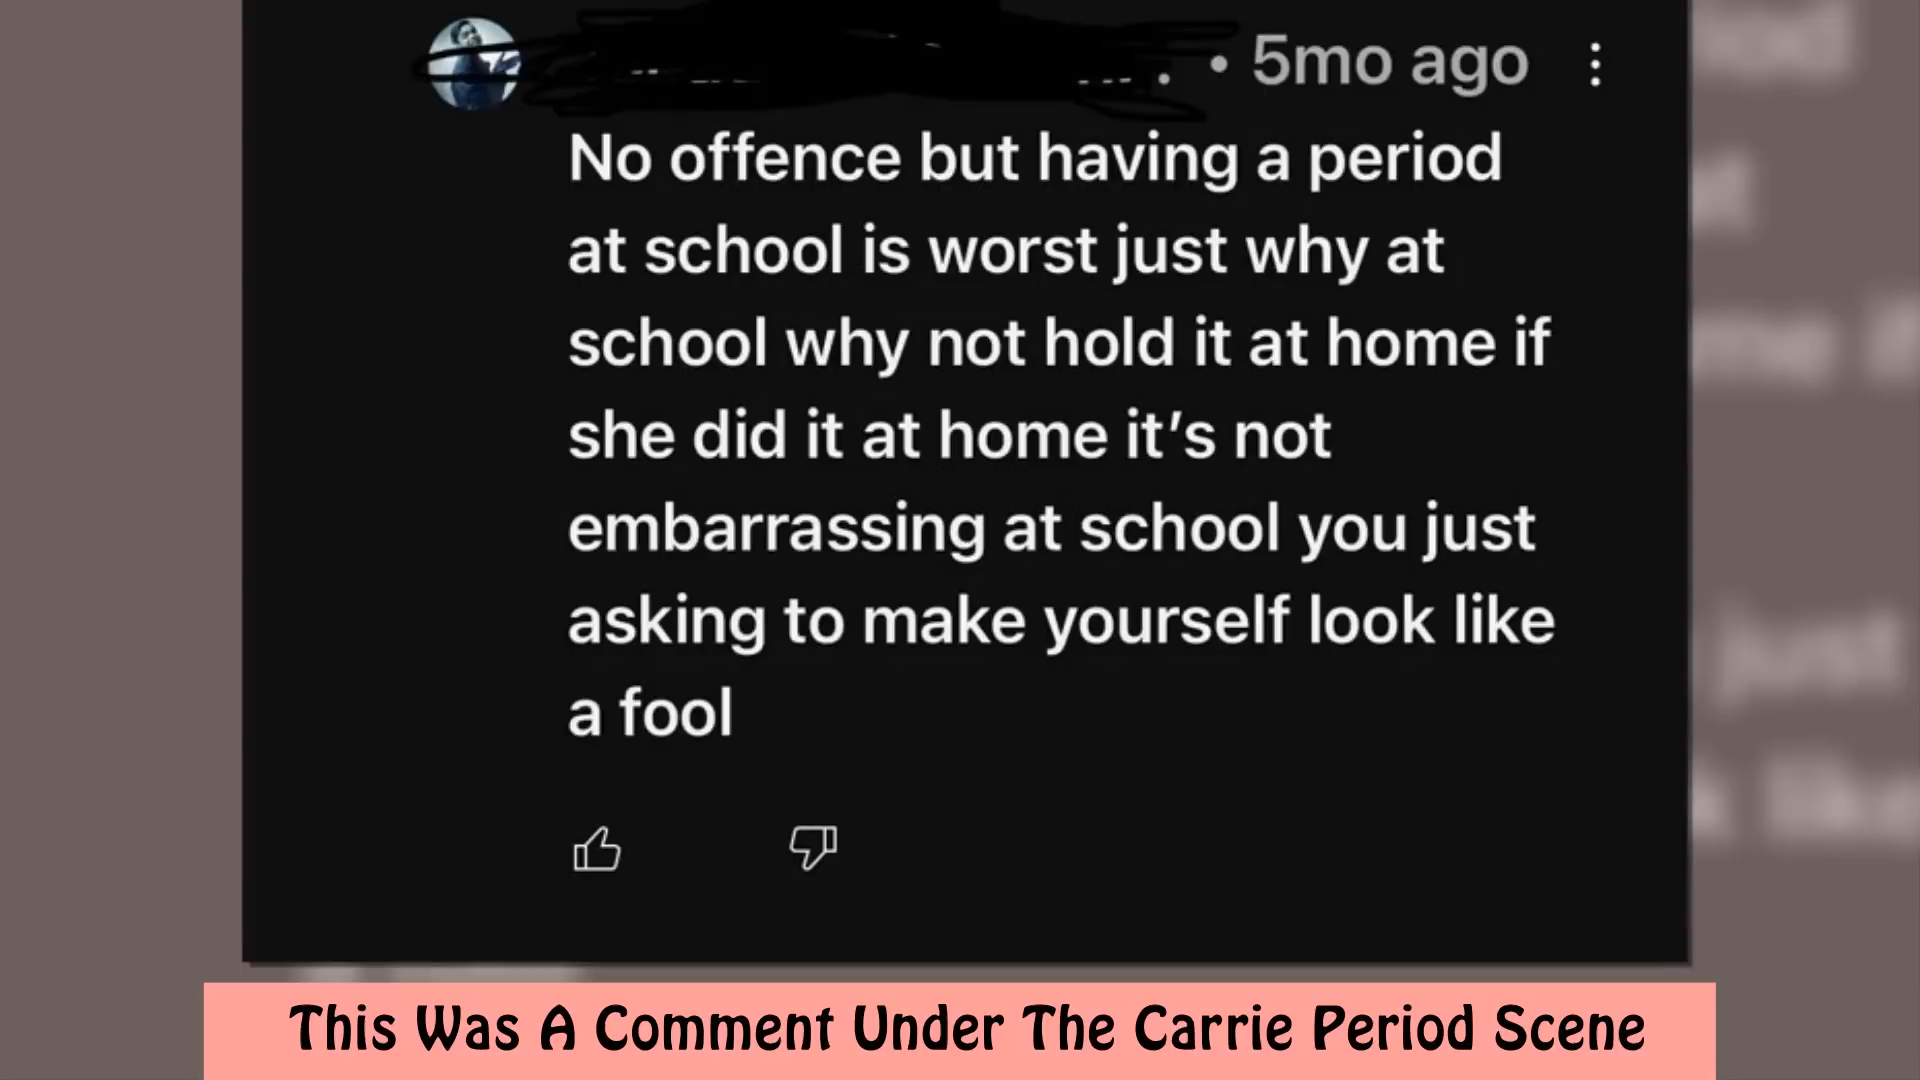 • 5mo ago
No offence but having a period
at school is worst just why at
school why not hold it at home if
she did it at home it's not
embarrassing at school you just
asking to make yourself look like
a fool
This Was A Comment Under The Carrie Period Scene